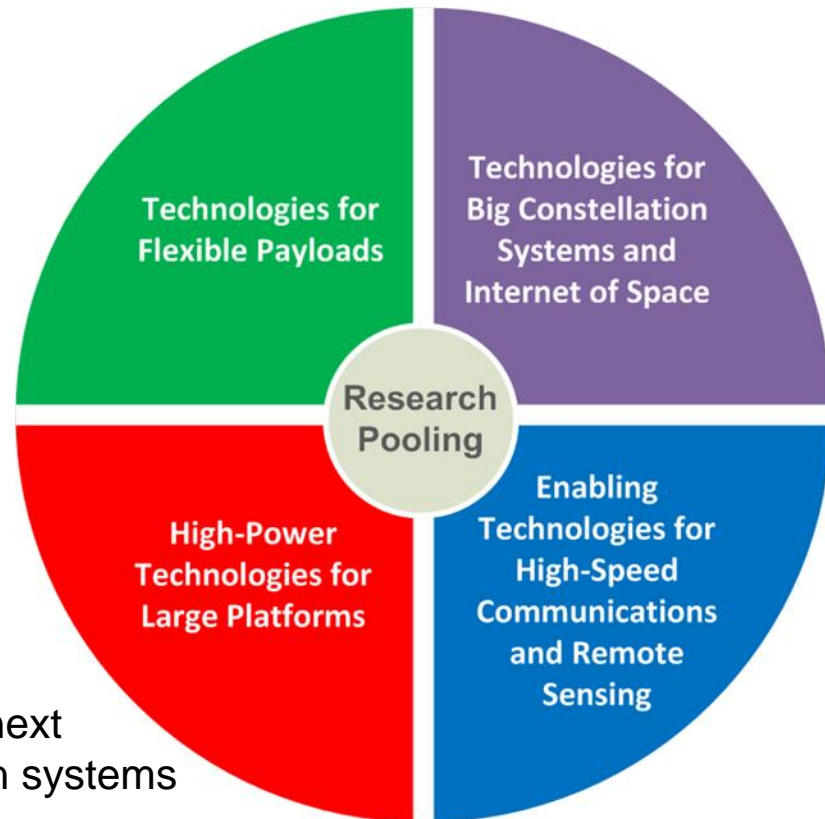 Technologies for
Flexible Payloads
Technologies for
Big Constellation
Systems and
Internet of Space
Research
Pooling
High-Power
Technologies for
Large Platforms
Enabling
Technologies for
High-Speed
Communications
and Remote
Sensing
next
systems